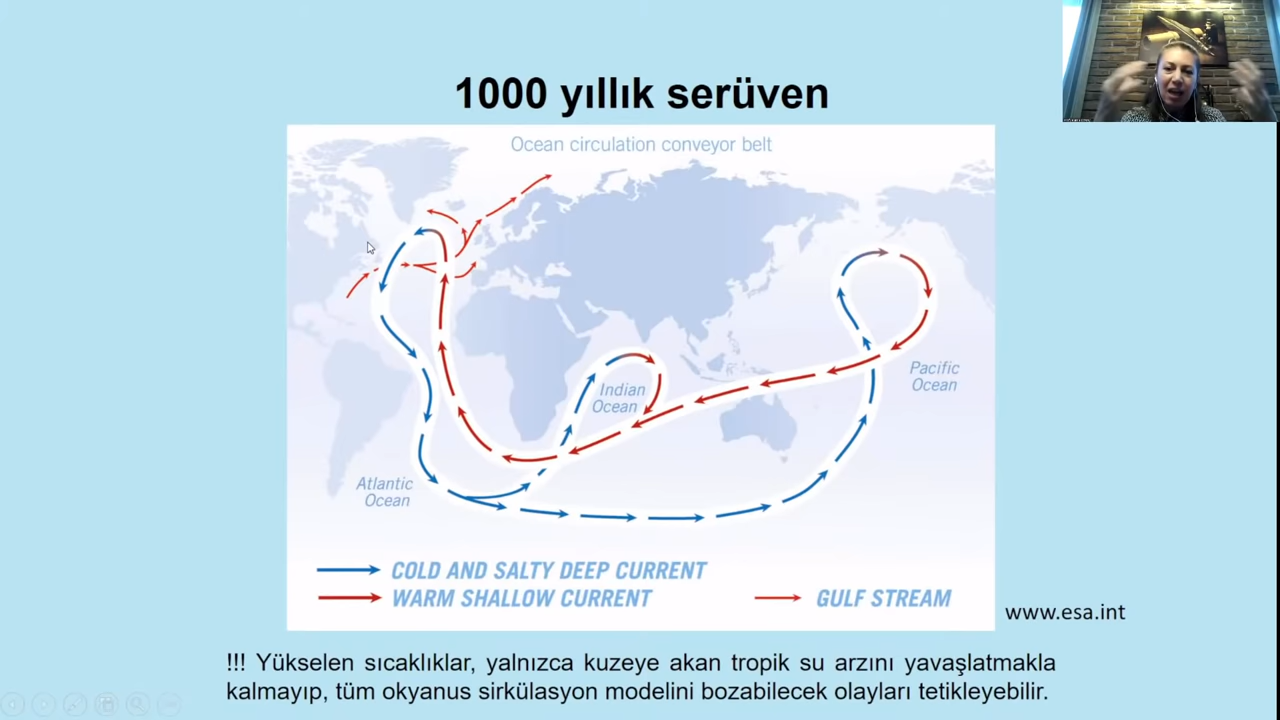 1000 yıllık serüven
Ocean circulation conveyor belt
Indian
Ocean
Pacific
Ocean
Atlantic
Ocean
COLD AND SALTY DEEP CURRENT
WARM SHALLOW CURRENT
GULF STREAM
www.esa.int
!!! Yükselen sıcaklıklar, yalnızca kuzeye akan tropik su arzını yavaşlatmakla
kalmayıp, tüm okyanus sirkülasyon modelini bozabilecek olayları tetikleyebilir.